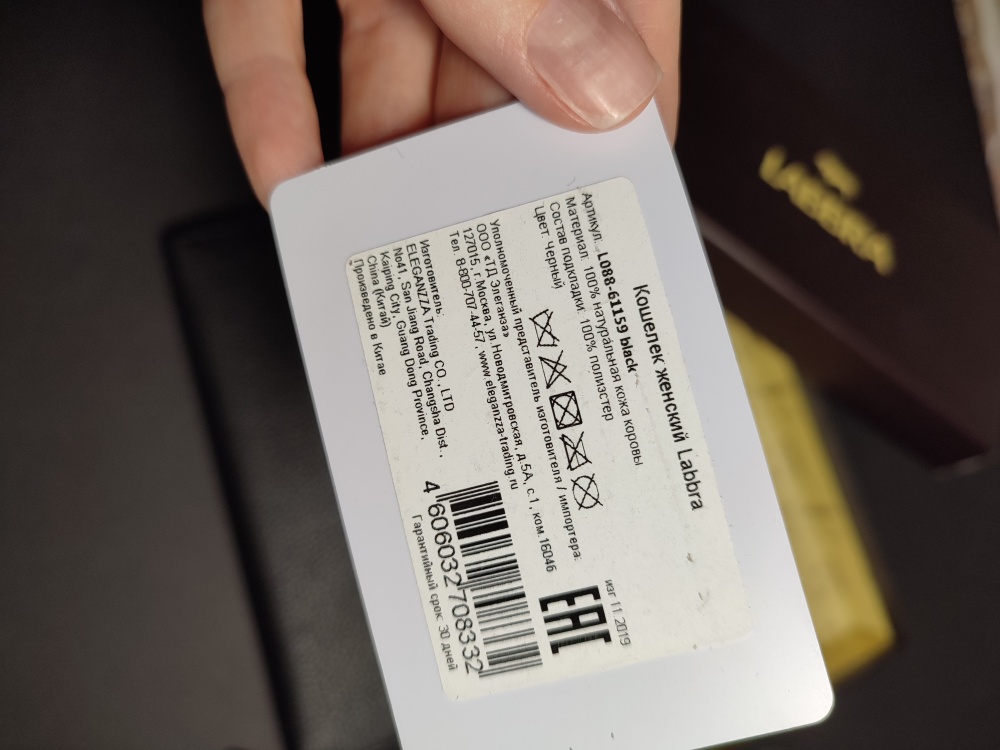 Кошелек женский Labbra
Артикул: L088-61159 black
Материал: 100% натуральная кожа коровы
Состав подкладки: 100% полиэстер
Цвет: Черный
изг 11.2019
Уполномоченный представитель изготовителя / импортера:
ООО «ТД Элеганза»
127015, г.Москва, ул.Новодмитровская, д.5А, с.1, ком.16046
Тел. 8-800-707-44-57, www.eleganzza-trading.ru
EAC
Изготовитель:
ELEGANZZA Trading CO., LTD
No41, San Jiang Road, Changsha Dist.,
Kaiping City, Guang Dong Province,
China (Китай)
Произведено в Китае
4 606032 708332
Гарантийный срок: 30 дней
LABBRA